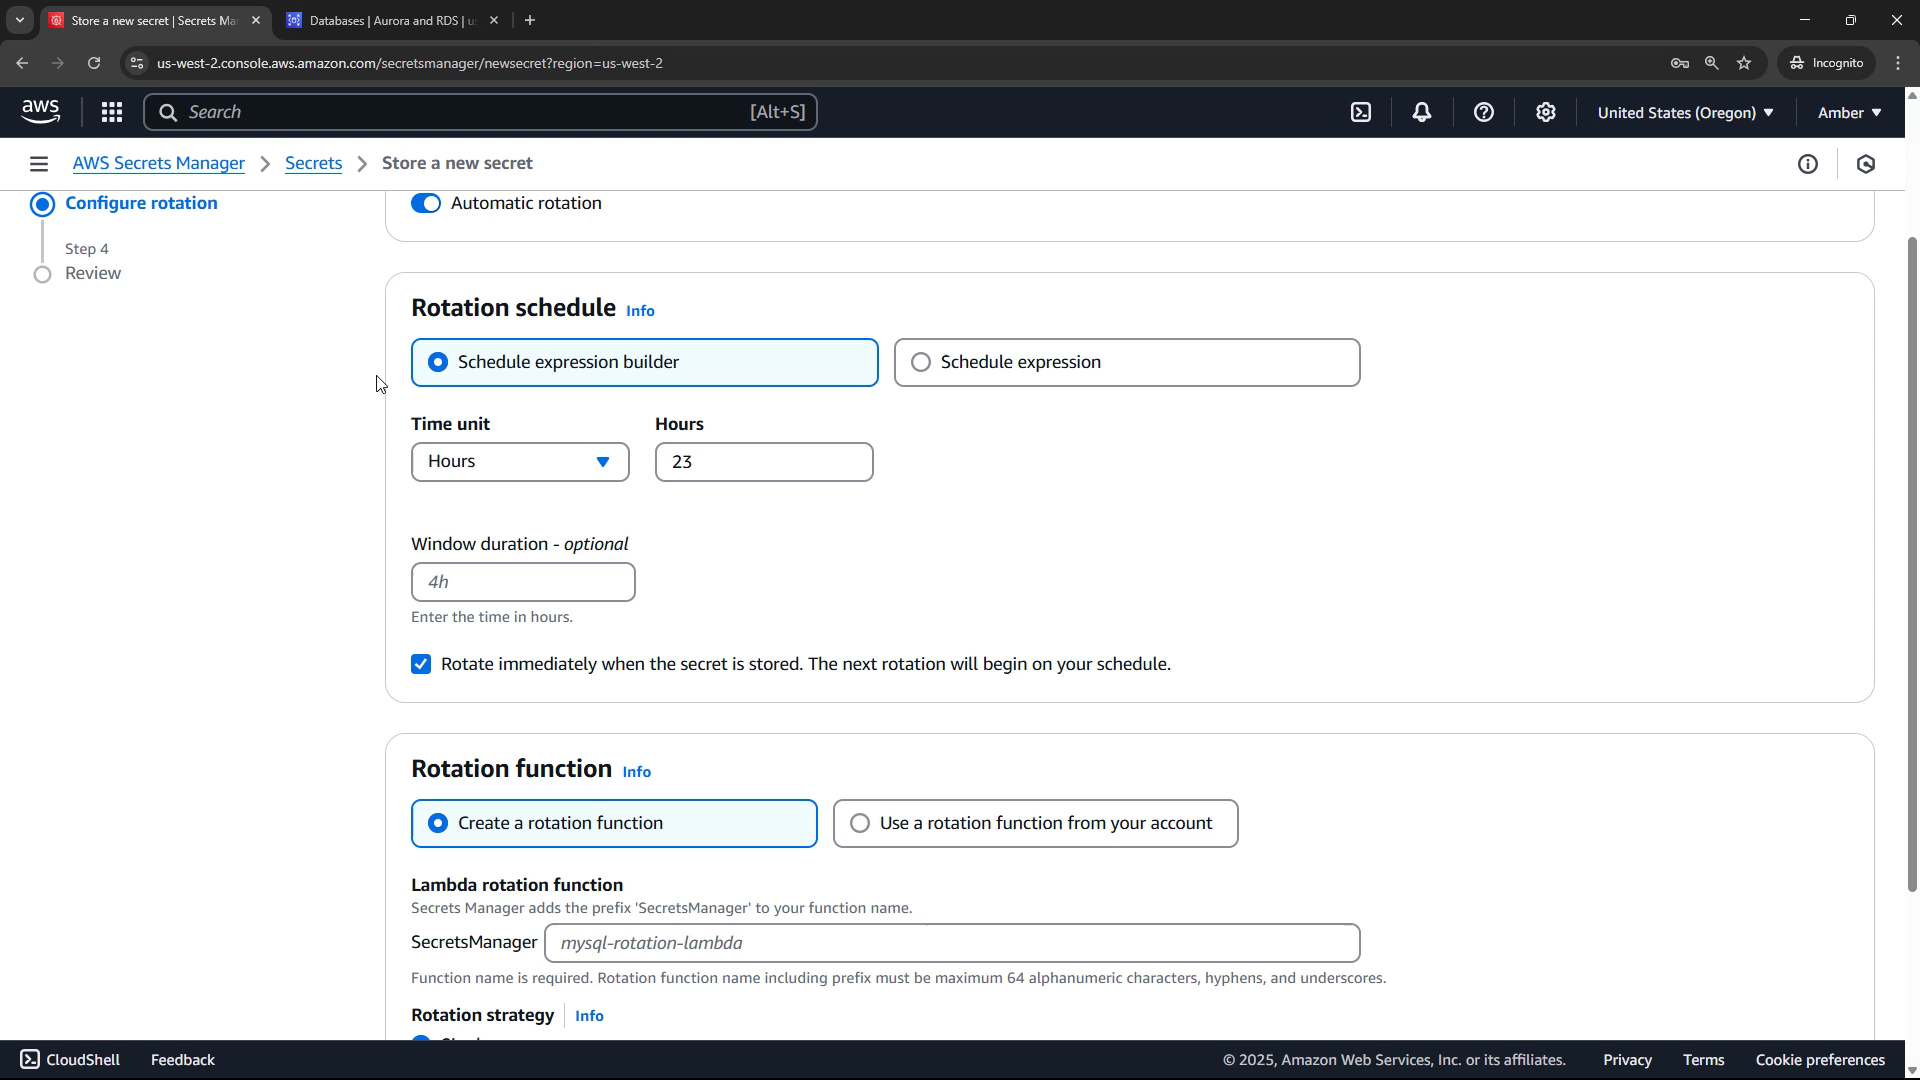 Store a new secret | Secrets Ma
Databases | Aurora and RDS | u
us-west-2.console.aws.amazon.com/secretsmanager/newsecret?region=us-west-2
Incognito
aws
Search
[Alt+S]
United States (Oregon)
Amber
AWS Secrets Manager
Secrets
Store a new secret
Configure rotation
Step 4
Review
Automatic rotation
Rotation schedule Info
Schedule expression builder
Schedule expression
Time unit
Hours
Hours
23
Window duration - optional
4h
Enter the time in hours.
Rotate immediately when the secret is stored. The next rotation will begin on your schedule.
Rotation function Info
Create a rotation function
Use a rotation function from your account
Lambda rotation function
Secrets Manager adds the prefix 'SecretsManager' to your function name.
SecretsManager
mysql-rotation-lambda
Function name is required. Rotation function name including prefix must be maximum 64 alphanumeric characters, hyphens, and underscores.
Rotation strategy Info
CloudShell
Feedback
© 2025, Amazon Web Services, Inc. or its affiliates.
Privacy
Terms
Cookie preferences